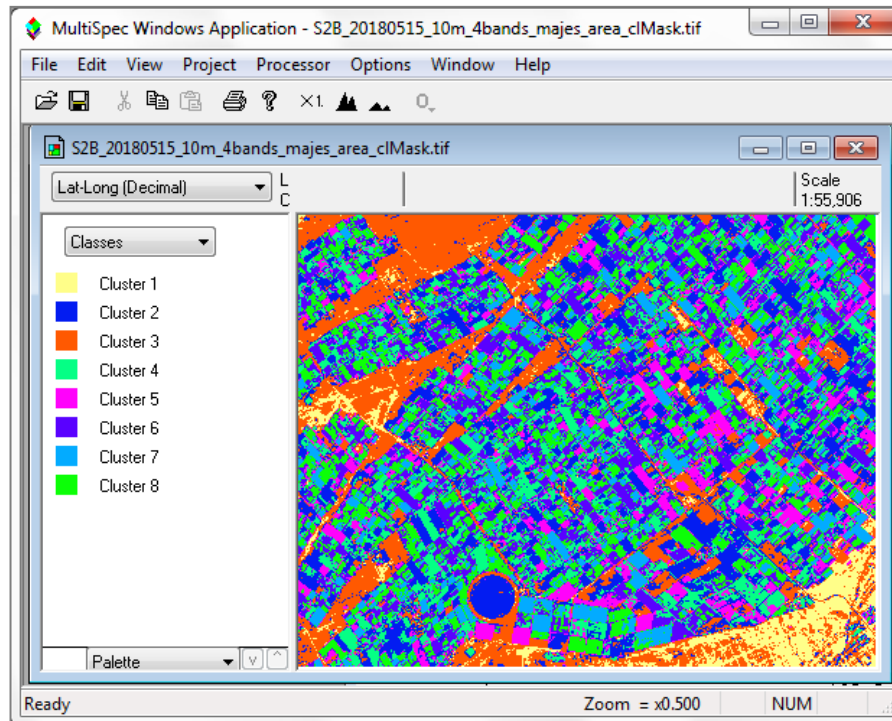 MultiSpec Windows Application - S2B_20180515_10m_4bands_majes_area_clMask.tif
File Edit View Project Processor Options Window Help
×1.
S2B_20180515_10m_4bands_majes_area_clMask.tif
Lat-Long (Decimal)
L
C
Scale
1:55,906
Classes
Cluster 1
Cluster 2
Cluster 3
Cluster 4
Cluster 5
Cluster 6
Cluster 7
Cluster 8
Palette
Ready Zoom = x0.500 NUM